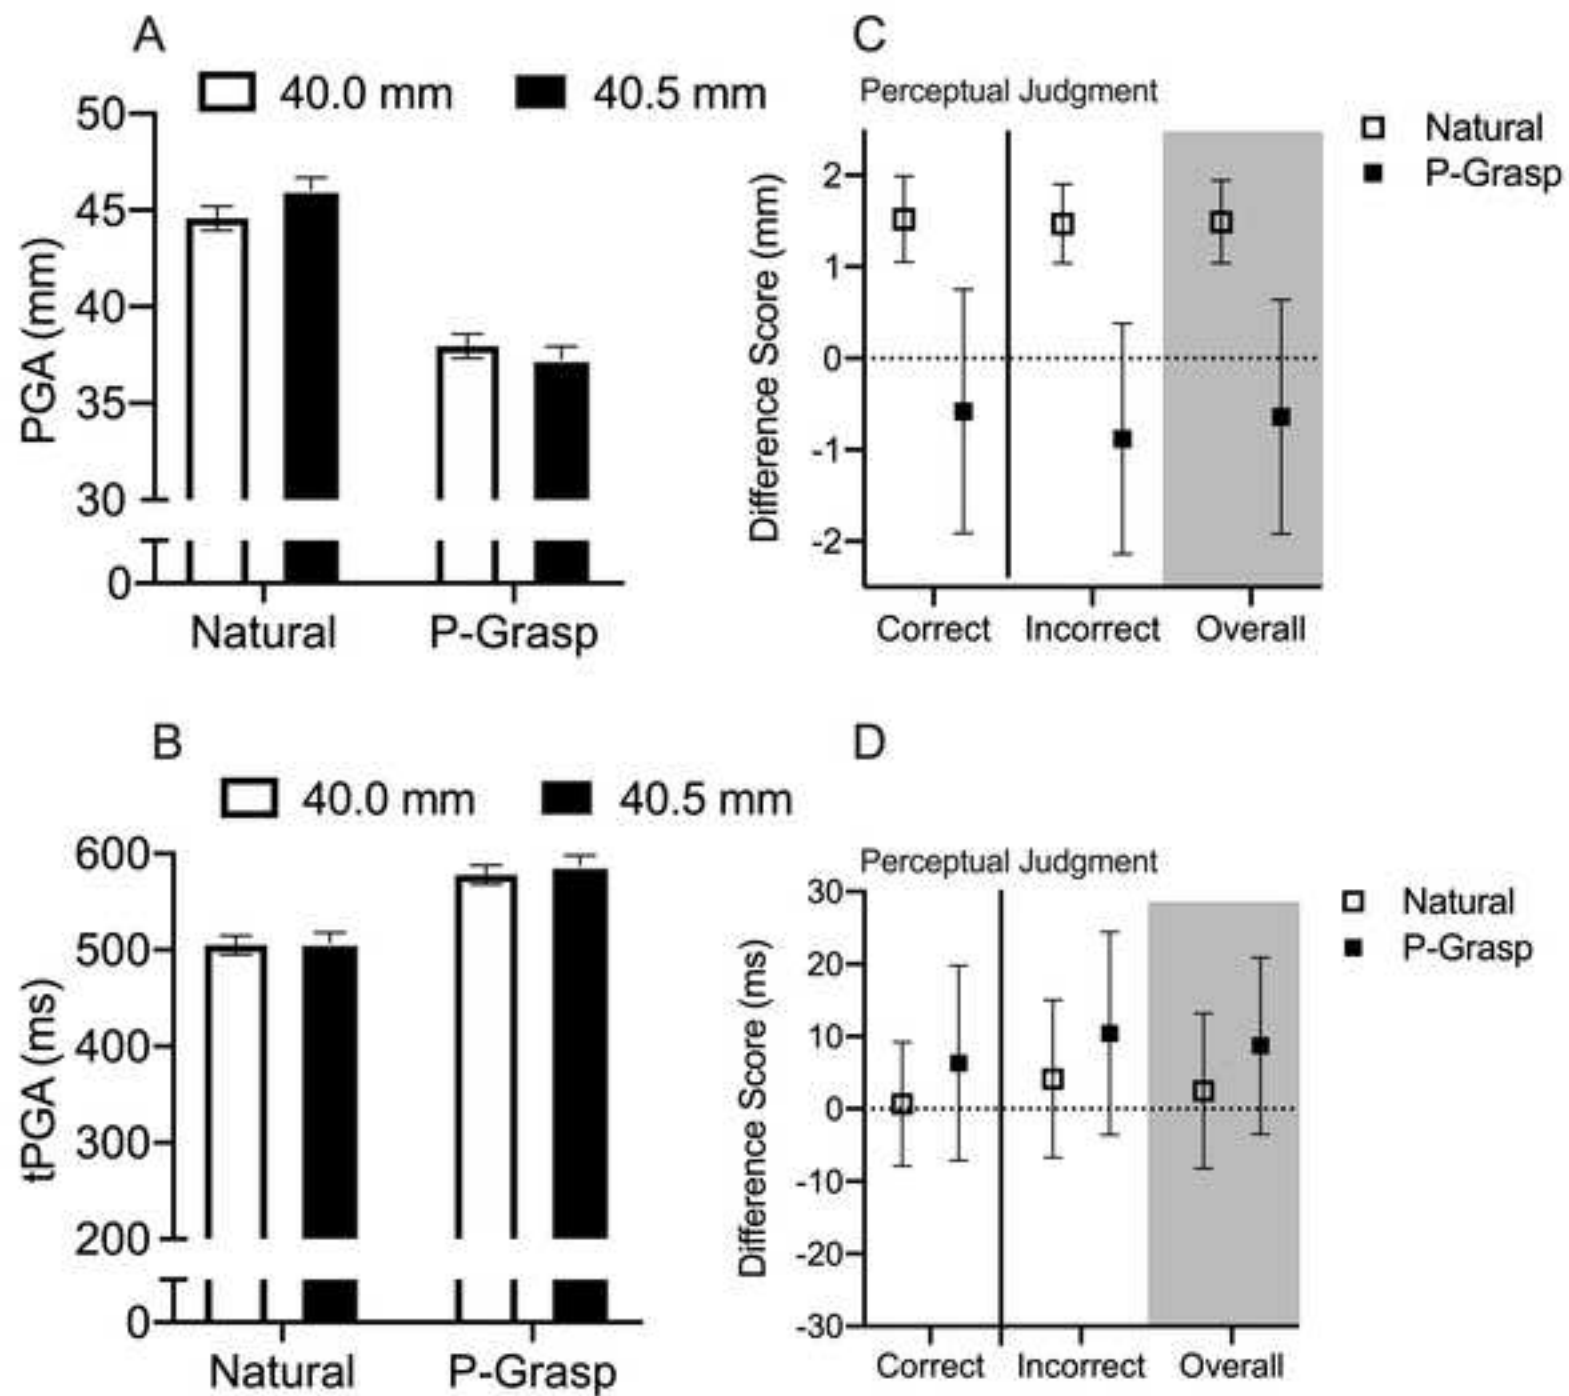 A
40.0 mm 40.5 mm
PGA (mm)
50
45
40
35
30
0
Natural P-Grasp
C
Perceptual Judgment
Natural
P-Grasp
Difference Score (mm)
2
1
0
-1
-2
Correct Incorrect Overall
B
40.0 mm 40.5 mm
tPGA (ms)
600
500
400
300
200
0
Natural P-Grasp
D
Perceptual Judgment
Natural
P-Grasp
Difference Score (ms)
30
20
10
0
-10
-20
-30
Correct Incorrect Overall